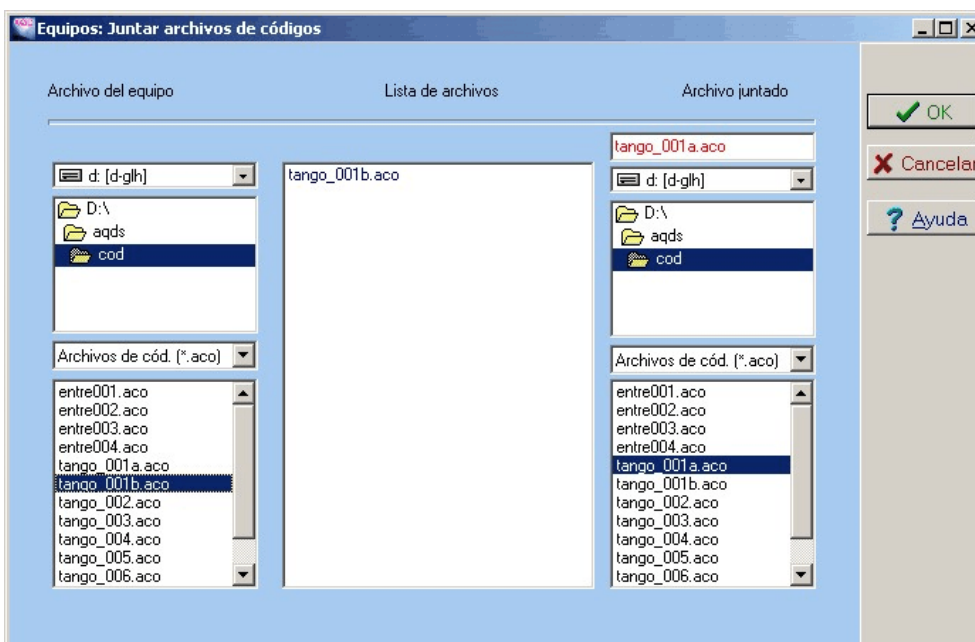 Equipos: Juntar archivos de códigos
Archivo del equipo
Lista de archivos
Archivo juntado
OK
Cancelar
Ayuda
d: [d-glh]
D:\
aqds
cod
Archivos de cód. (*.aco)
entre001.aco
entre002.aco
entre003.aco
entre004.aco
tango_001a.aco
tango_001b.aco
tango_002.aco
tango_003.aco
tango_004.aco
tango_005.aco
tango_006.aco
tango_001b.aco
tango_001a.aco
d: [d-glh]
D:\
aqds
cod
Archivos de cód. (*.aco)
entre001.aco
entre002.aco
entre003.aco
entre004.aco
tango_001a.aco
tango_001b.aco
tango_002.aco
tango_003.aco
tango_004.aco
tango_005.aco
tango_006.aco